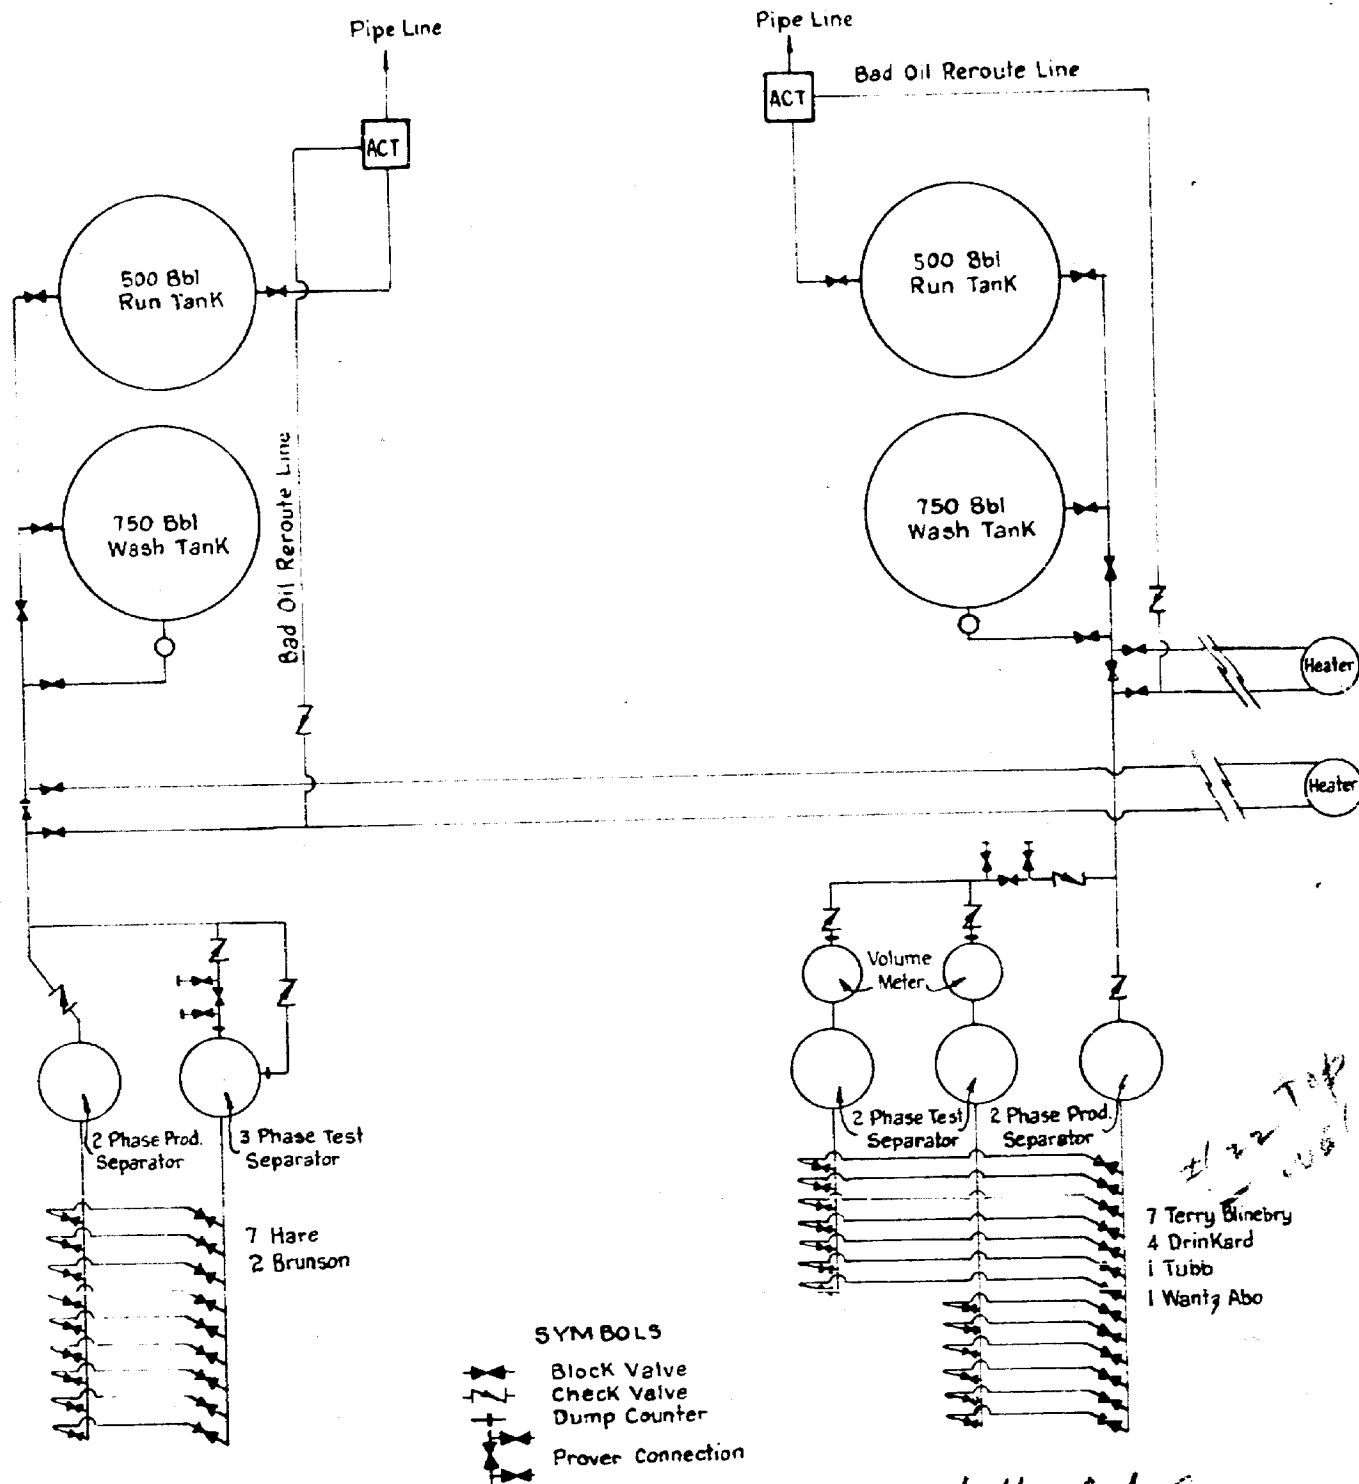 Pipe Line
Pipe Line
Bad Oil Reroute Line
ACT
ACT
500 Bbl
Run Tank
500 Bbl
Run Tank
Bad Oil Reroute Line
750 Bbl
Wash Tank
750 Bbl
Wash Tank
Heater
Heater
Volume
Meter
2 Phase Prod.
Separator
3 Phase Test
Separator
2 Phase Test
Separator
2 Phase Prod.
Separator
#22 Top
7 Hare
2 Brunson
7 Terry Blinebry
4 Drinkard
1 Tubb
1 Wantz Abo
SYMBOLS
Block Valve
Check Valve
Dump Counter
Prover Connection